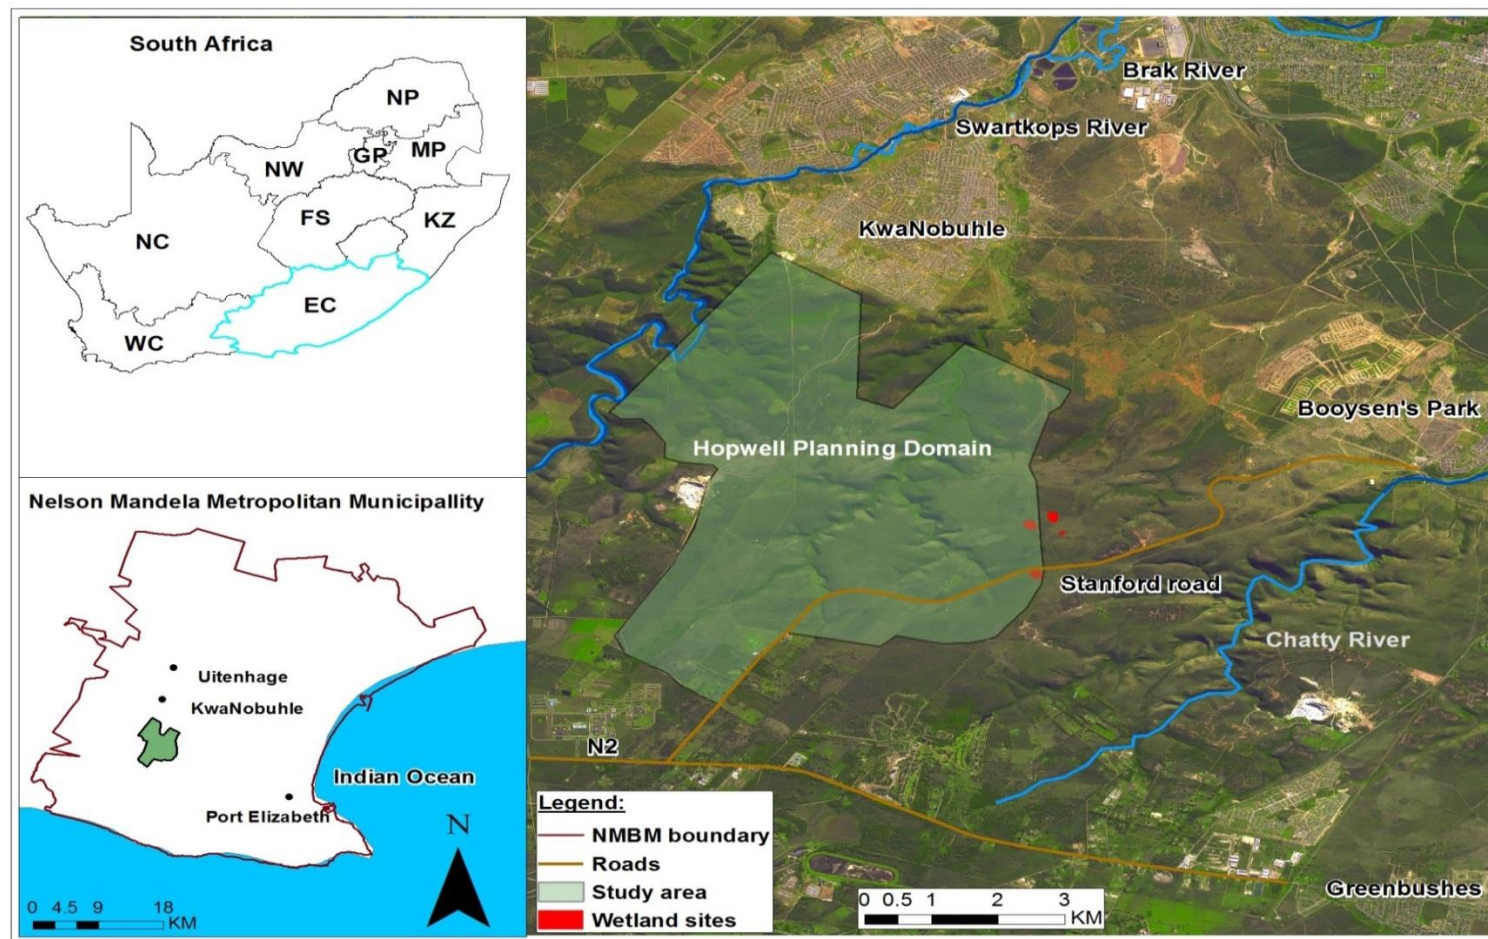 South Africa
NP
GP
MP
NW
FS
KZ
NC
EC
WC
Nelson Mandela Metropolitan Municipallity
Uitenhage
KwaNobuhle
Indian Ocean
Port Elizabeth
N
0 4.5 9 18
KM
Brak River
Swartkops River
KwaNobuhle
Booysen's Park
Hopwell Planning Domain
Stanford road
Chatty River
N2
Greenbushes
Legend:
NMBM boundary
Roads
Study area
Wetland sites
0 0.5 1 2 3
KM